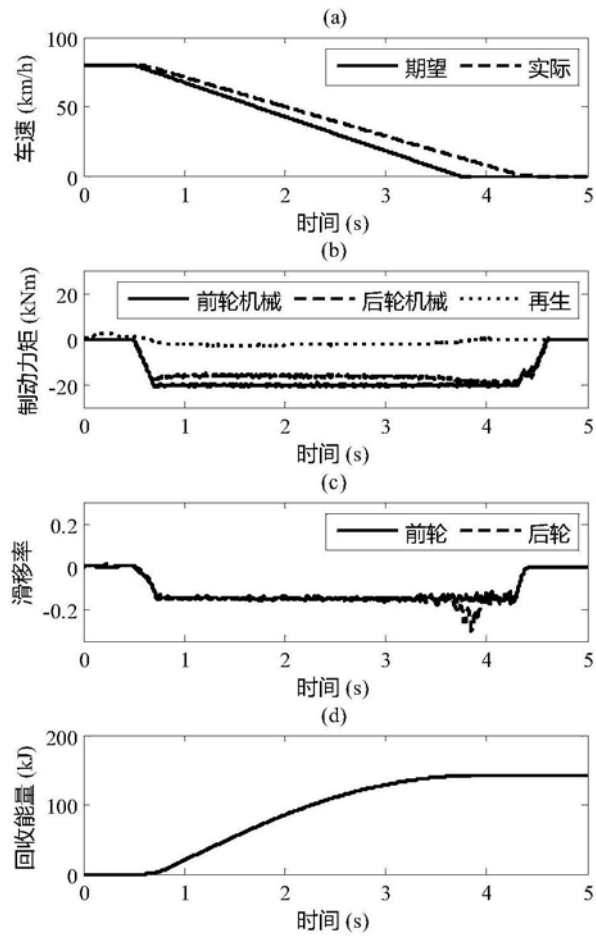 (a)
车速 (km/h)
100
50
0
期望 实际
0 1 2 3 4 5
时间 (s)
(b)
制动力矩 (kNm)
20
0
-20
前轮机械 后轮机械 再生
0 1 2 3 4 5
时间 (s)
(c)
滑移率
0.2
0
-0.2
前轮 后轮
0 1 2 3 4 5
时间 (s)
(d)
回收能量 (kJ)
200
100
0
0 1 2 3 4 5
时间 (s)